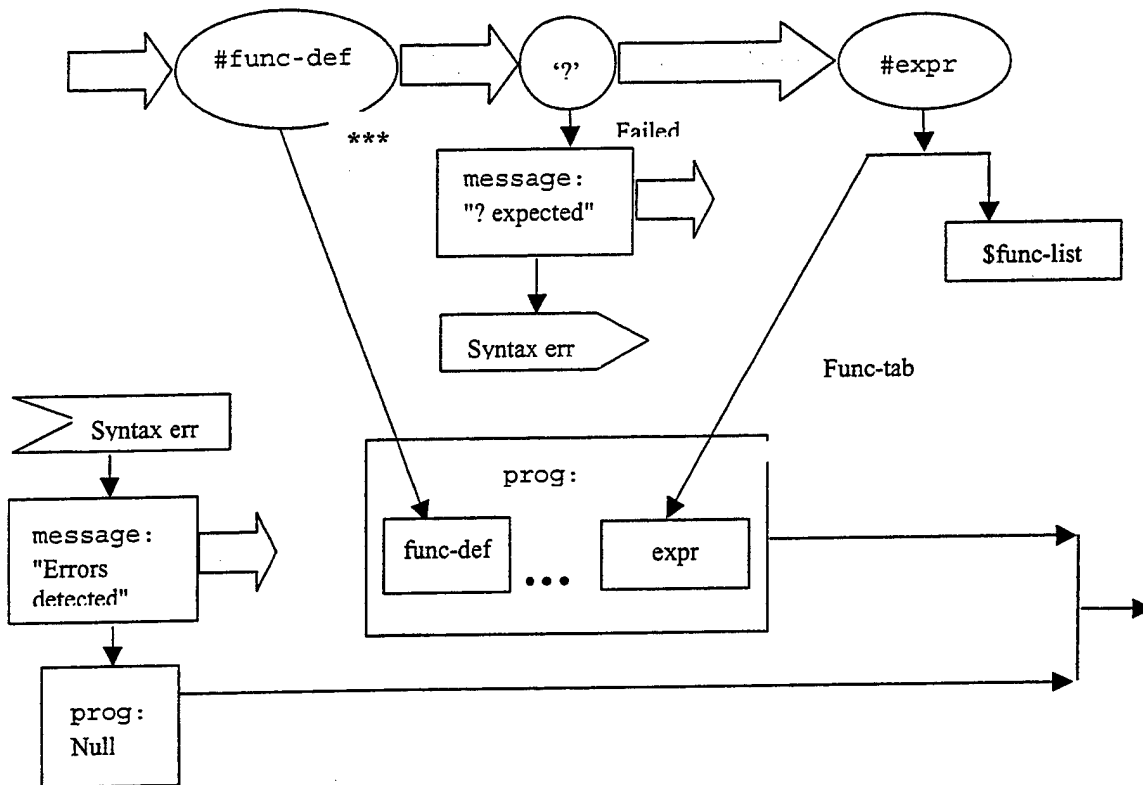 #func-def
'?'
#expr
***
Failed
message:
"? expected"
$func-list
Syntax err
Func-tab
Syntax err
prog:
message:
"Errors
detected"
func-def
...
expr
prog:
Null